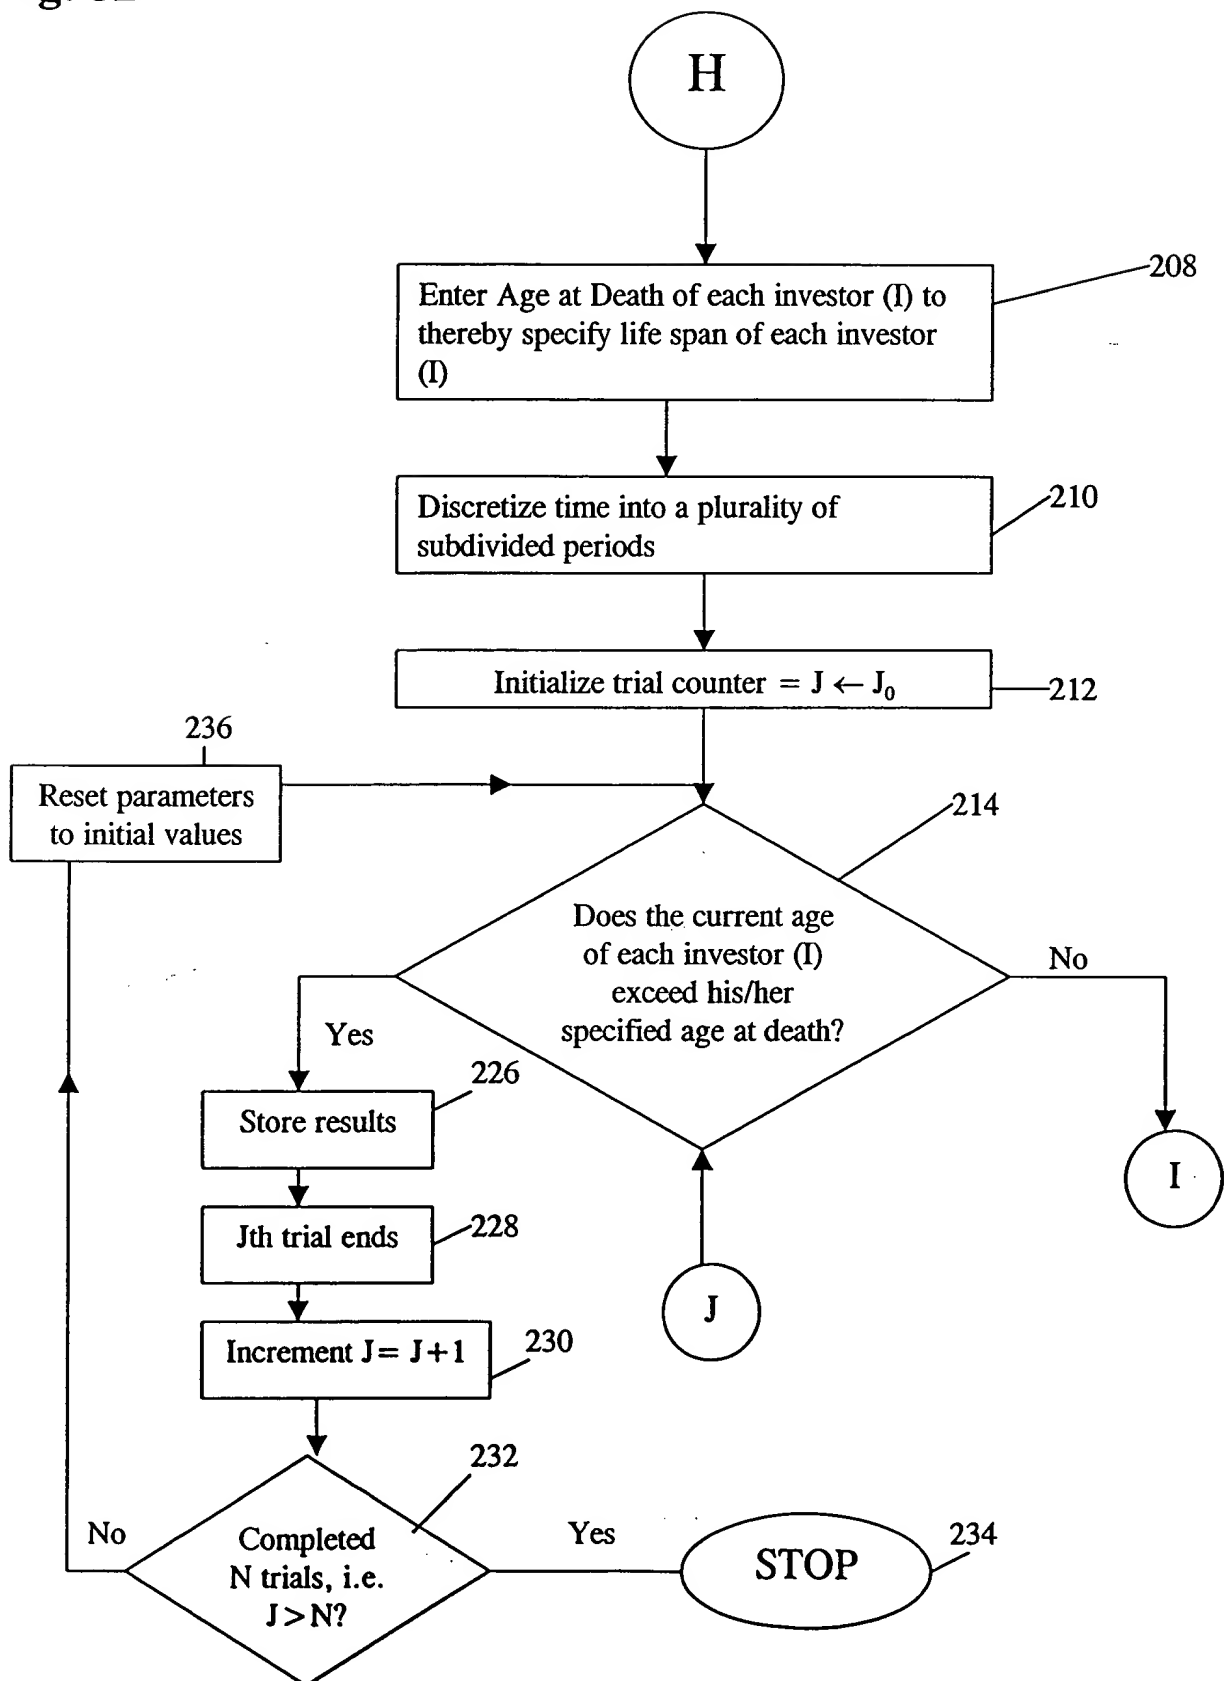 H
208
Enter Age at Death of each investor (I) to
thereby specify life span of each investor
(I)
210
Discretize time into a plurality of
subdivided periods
Initialize trial counter = J ← J₀
212
236
Reset parameters
to initial values
214
Does the current age
of each investor (I)
exceed his/her
specified age at death?
No
Yes
226
Store results
I
Jth trial ends
228
J
Increment J= J+1
230
232
No
Completed
N trials, i.e.
J>N?
Yes
STOP
234